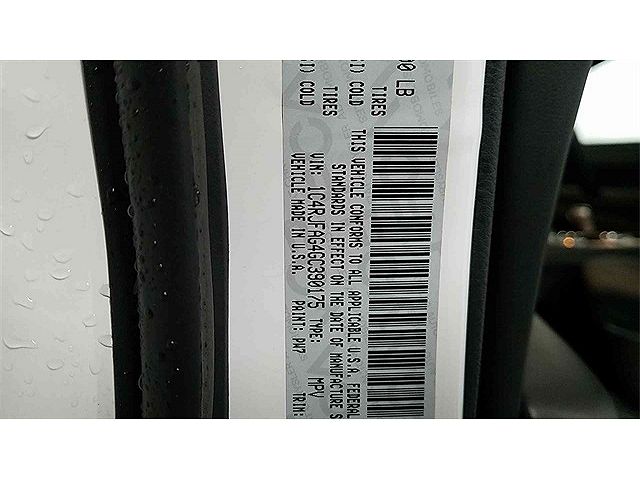 00 LB
TIRES TIRES
COLD COLD
THIS VEHICLE CONFORMS TO ALL APPLICABLE U.S.A. FEDERAL
STANDARDS IN EFFECT ON THE DATE OF MANUFACTURE
VIN: 1C4RJFAG4GC390175 TYPE: MPV
VEHICLE MADE IN U.S.A. PAINT: PW7 TRIM: